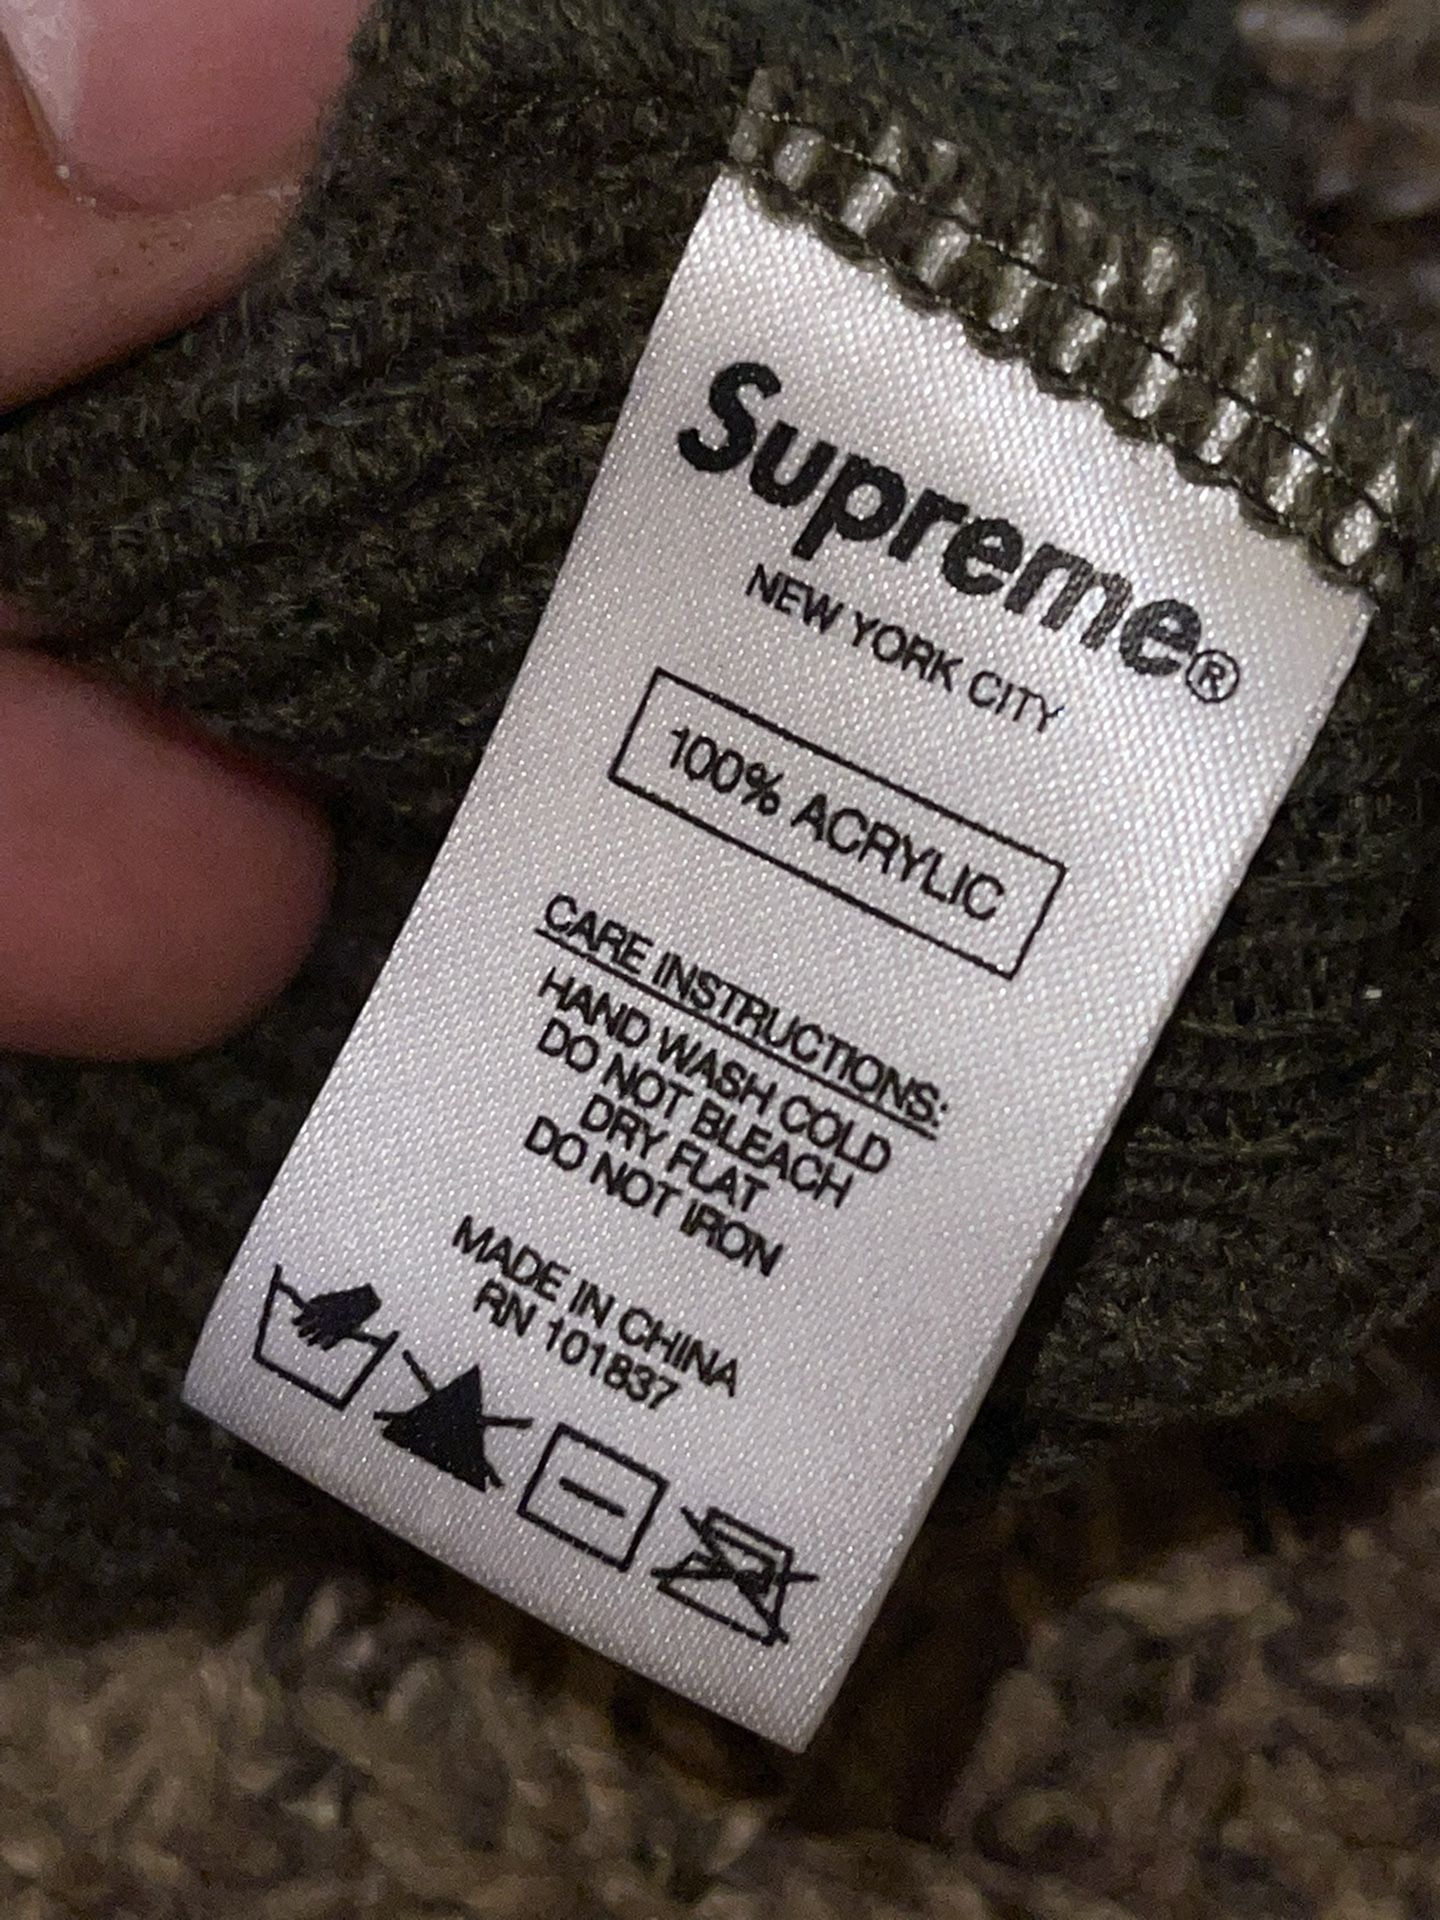 Supreme®
NEW YORK CITY
100% ACRYLIC
CARE INSTRUCTIONS:
HAND WASH COLD
DO NOT BLEACH
DRY FLAT
DO NOT IRON
MADE IN CHINA
RN 101837